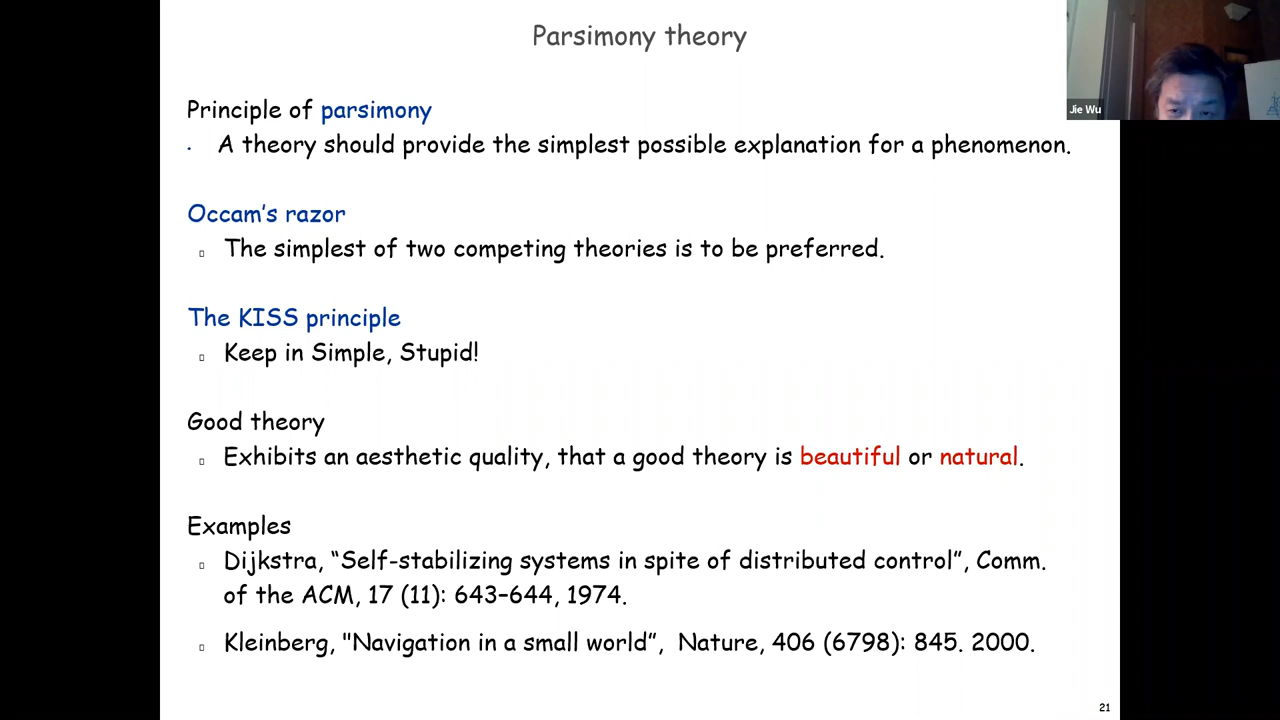 Parsimony theory
Jie Wu
Principle of parsimony
· A theory should provide the simplest possible explanation for a phenomenon.
Occam’s razor
▯ The simplest of two competing theories is to be preferred.
The KISS principle
▯ Keep in Simple, Stupid!
Good theory
▯ Exhibits an aesthetic quality, that a good theory is beautiful or natural.
Examples
▯ Dijkstra, “Self-stabilizing systems in spite of distributed control”, Comm.
of the ACM, 17 (11): 643–644, 1974.
▯ Kleinberg, "Navigation in a small world”, Nature, 406 (6798): 845. 2000.
21